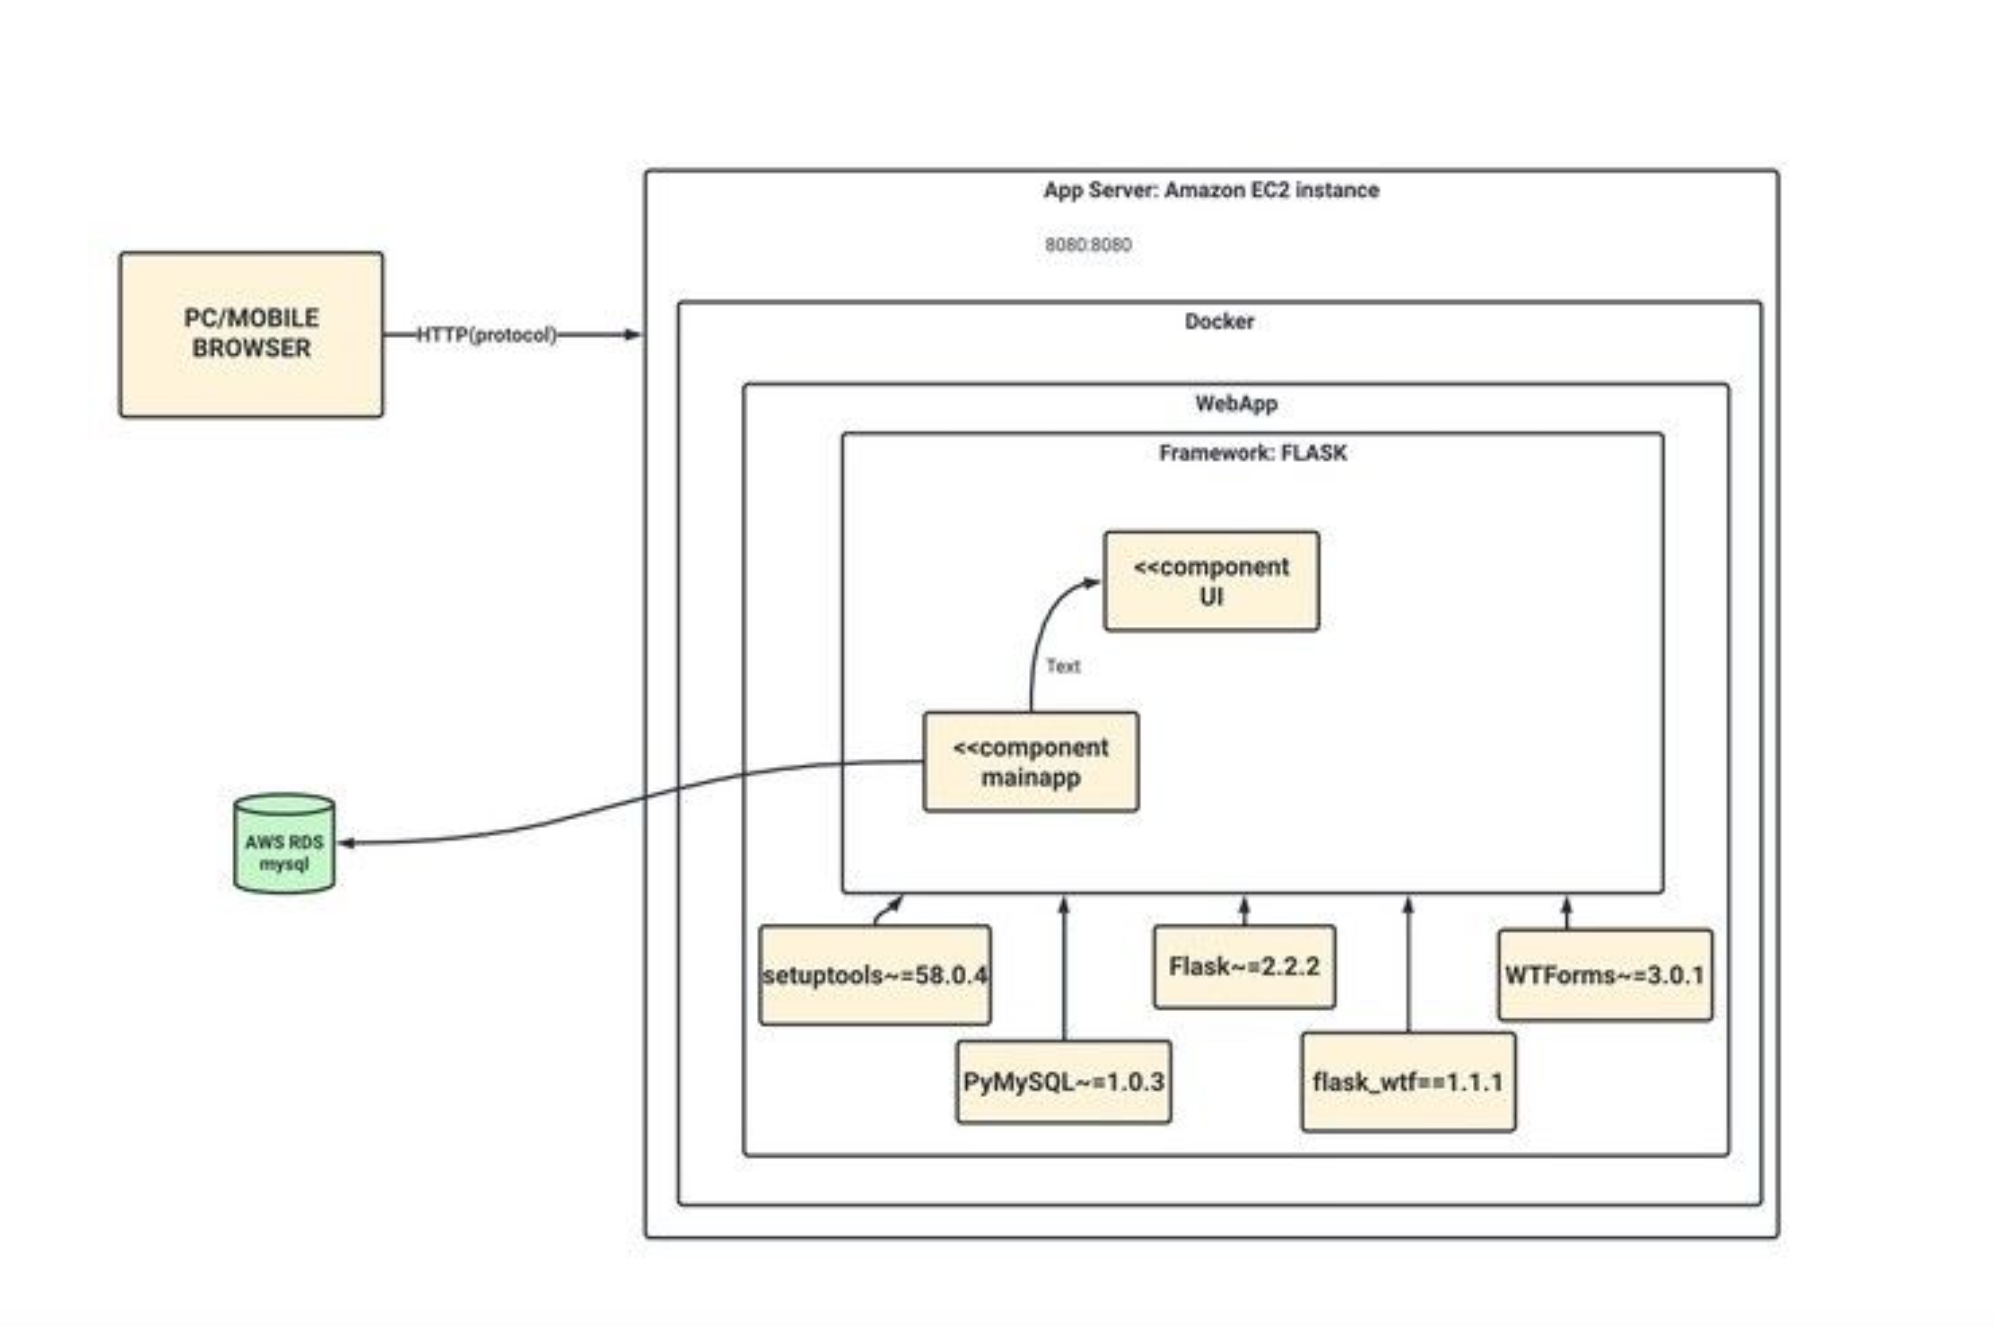 App Server: Amazon EC2 instance
8080:8080
PC/MOBILE
BROWSER
HTTP(protocol)
Docker
WebApp
Framework: FLASK
<<component
UI
Text
<<component
mainapp
AWS RDS
mysql
setuptools~=58.0.4
Flask~=2.2.2
WTForms~=3.0.1
PyMySQL~=1.0.3
flask_wtf==1.1.1